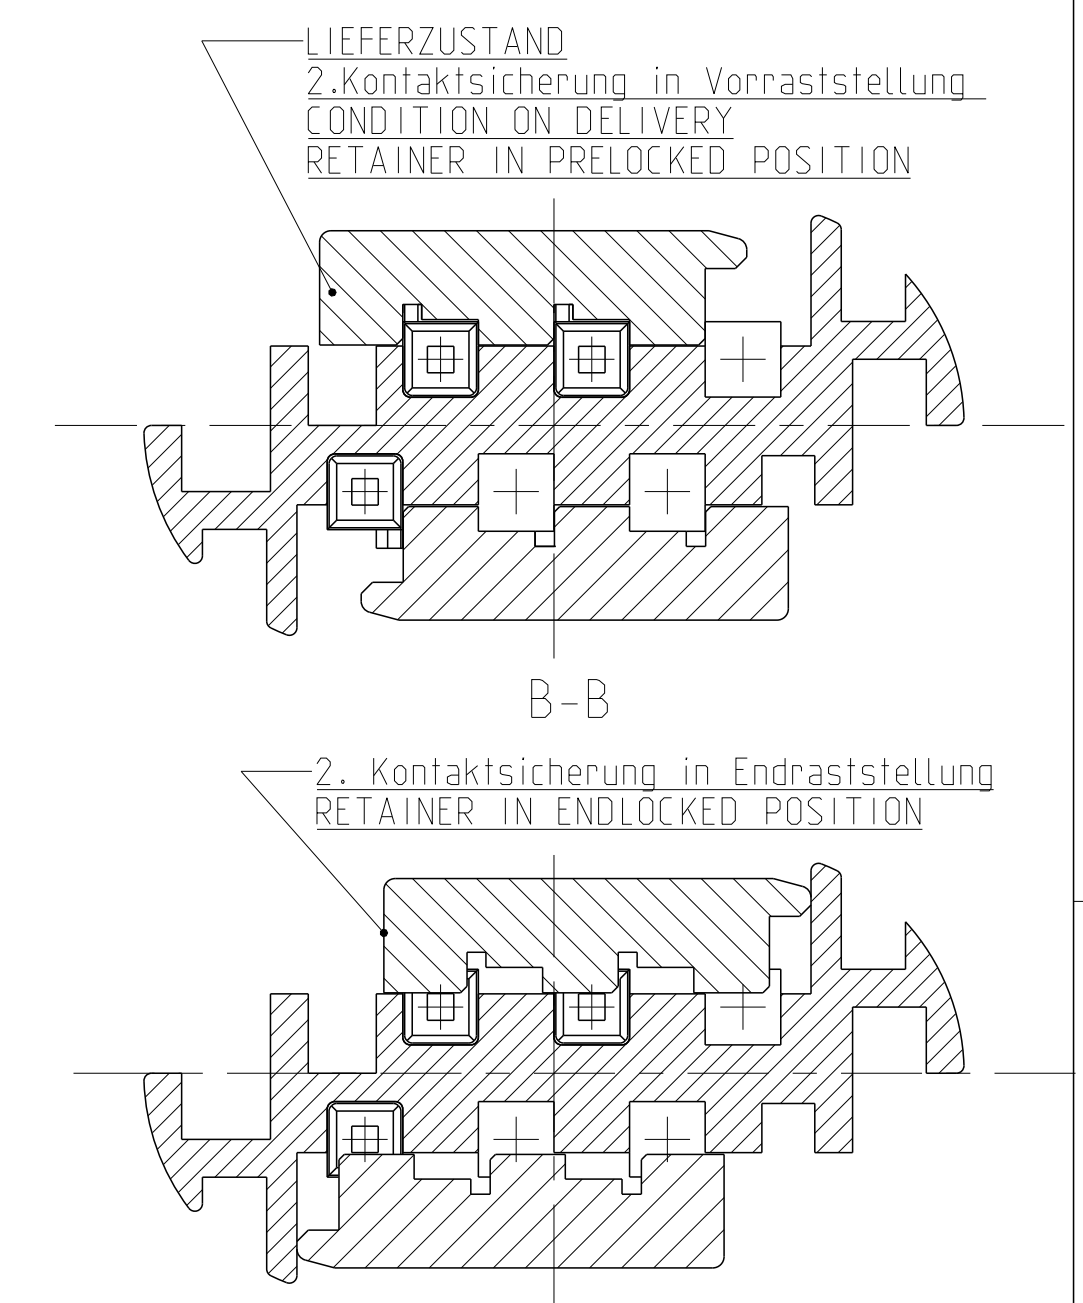 LIEFERZUSTAND
2.Kontaktsicherung in Vorraststellung
CONDITION ON DELIVERY
RETAINER IN PRELOCKED POSITION
B-B
2. Kontaktsicherung in Endraststellung
RETAINER IN ENDLOCKED POSITION